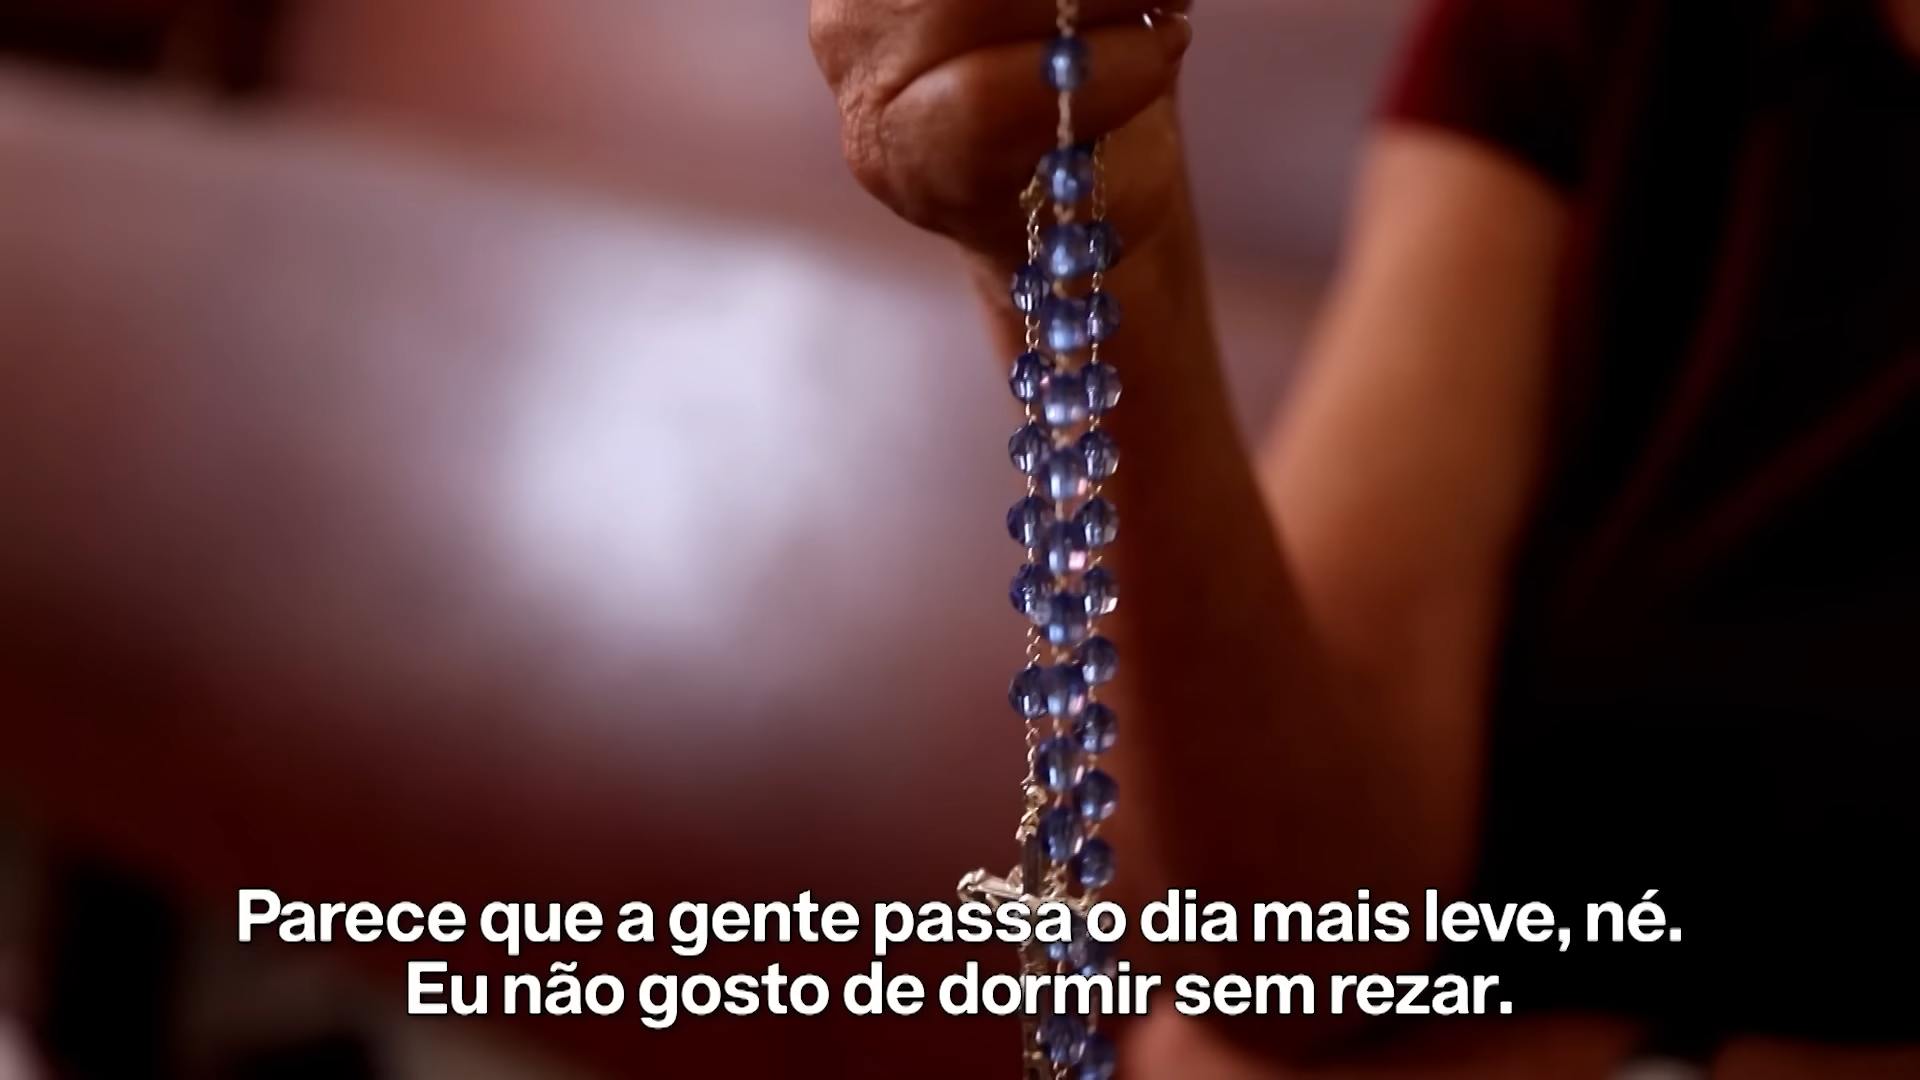 Parece que a gente passa o dia mais leve, né.
Eu não gosto de dormir sem rezar.